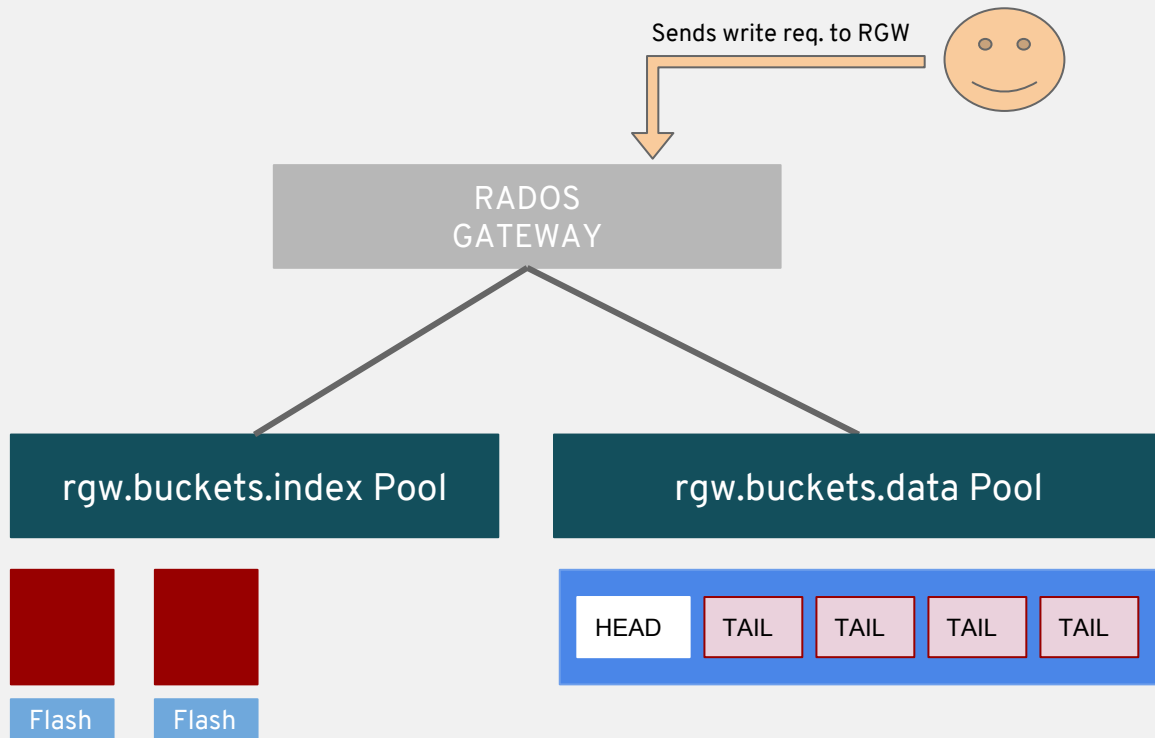 Sends write req. to RGW
RADOS
GATEWAY
rgw.buckets.index Pool
rgw.buckets.data Pool
HEAD
TAIL
TAIL
TAIL
TAIL
Flash
Flash